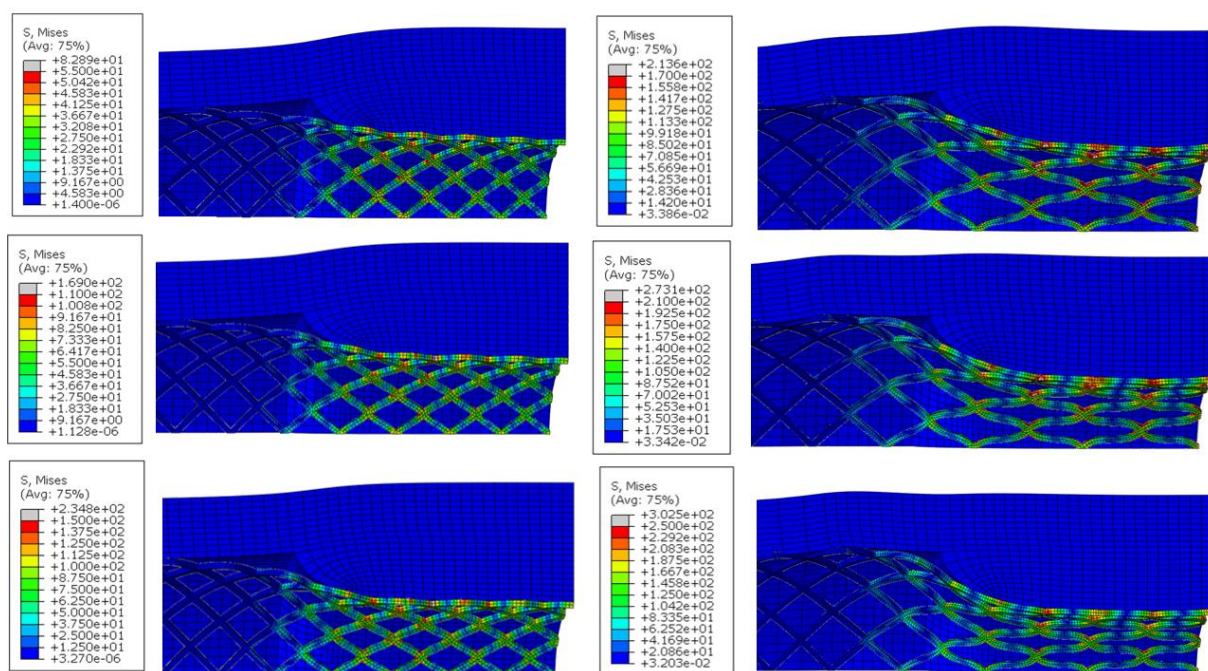 S, Mises
(Avg: 75%)
+8.289e+01
+5.500e+01
+5.042e+01
+4.583e+01
+4.125e+01
+3.667e+01
+3.208e+01
+2.750e+01
+2.292e+01
+1.833e+01
+1.375e+01
+9.167e+00
+4.583e+00
+1.400e-06
S, Mises
(Avg: 75%)
+2.136e+02
+1.700e+02
+1.558e+02
+1.417e+02
+1.275e+02
+1.133e+02
+9.918e+01
+8.502e+01
+7.085e+01
+5.669e+01
+4.253e+01
+2.836e+01
+1.420e+01
+3.386e-02
S, Mises
(Avg: 75%)
+1.690e+02
+1.100e+02
+1.008e+02
+9.167e+01
+8.250e+01
+7.333e+01
+6.417e+01
+5.500e+01
+4.583e+01
+3.667e+01
+2.750e+01
+1.833e+01
+9.167e+00
+1.128e-06
S, Mises
(Avg: 75%)
+2.731e+02
+2.100e+02
+1.925e+02
+1.750e+02
+1.575e+02
+1.400e+02
+1.225e+02
+1.050e+02
+8.752e+01
+7.002e+01
+5.253e+01
+3.503e+01
+1.753e+01
+3.342e-02
S, Mises
(Avg: 75%)
+2.348e+02
+1.500e+02
+1.375e+02
+1.250e+02
+1.125e+02
+1.000e+02
+8.750e+01
+7.500e+01
+6.250e+01
+5.000e+01
+3.750e+01
+2.500e+01
+1.250e+01
+3.270e-06
S, Mises
(Avg: 75%)
+3.025e+02
+2.500e+02
+2.292e+02
+2.083e+02
+1.875e+02
+1.667e+02
+1.458e+02
+1.250e+02
+1.042e+02
+8.335e+01
+6.252e+01
+4.169e+01
+2.086e+01
+3.203e-02